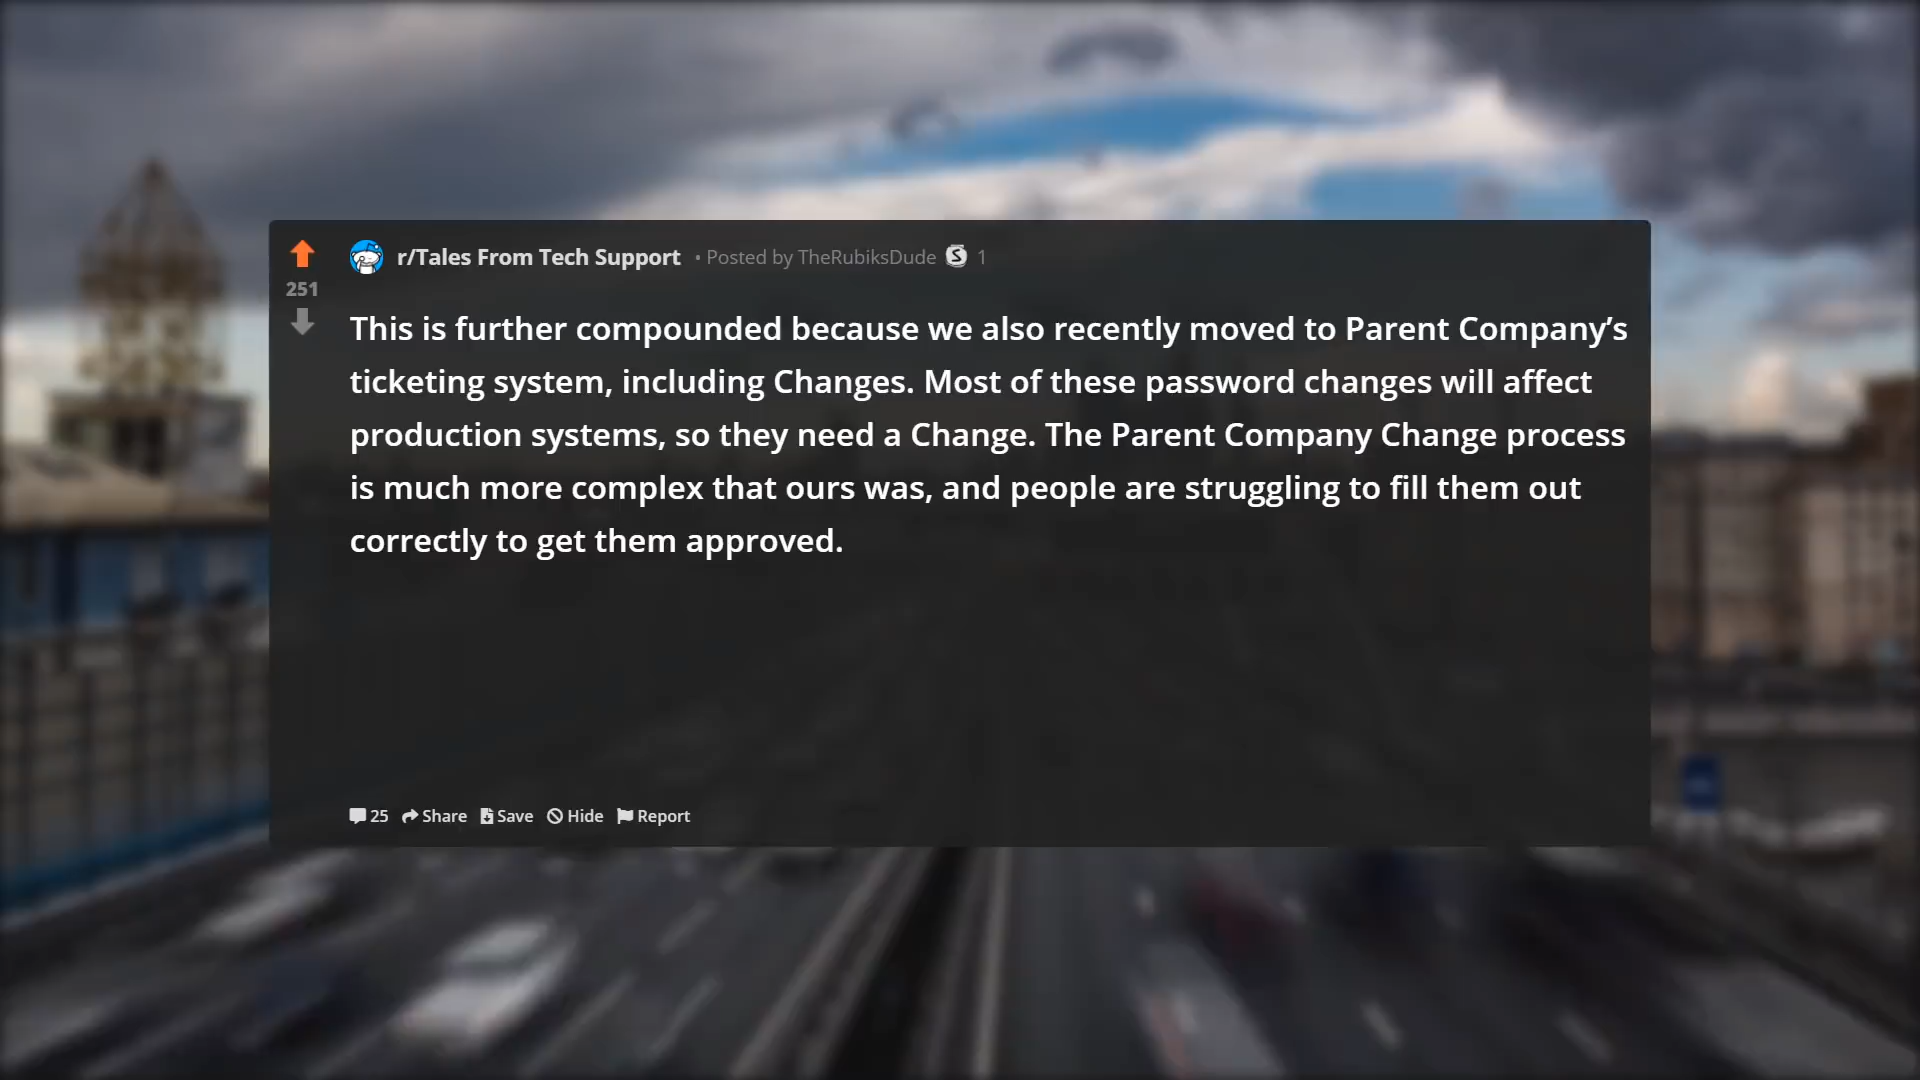 r/Tales From Tech Support • Posted by TheRubiksDude S 1
251
This is further compounded because we also recently moved to Parent Company’s
ticketing system, including Changes. Most of these password changes will affect
production systems, so they need a Change. The Parent Company Change process
is much more complex that ours was, and people are struggling to fill them out
correctly to get them approved.
25 Share Save Hide Report